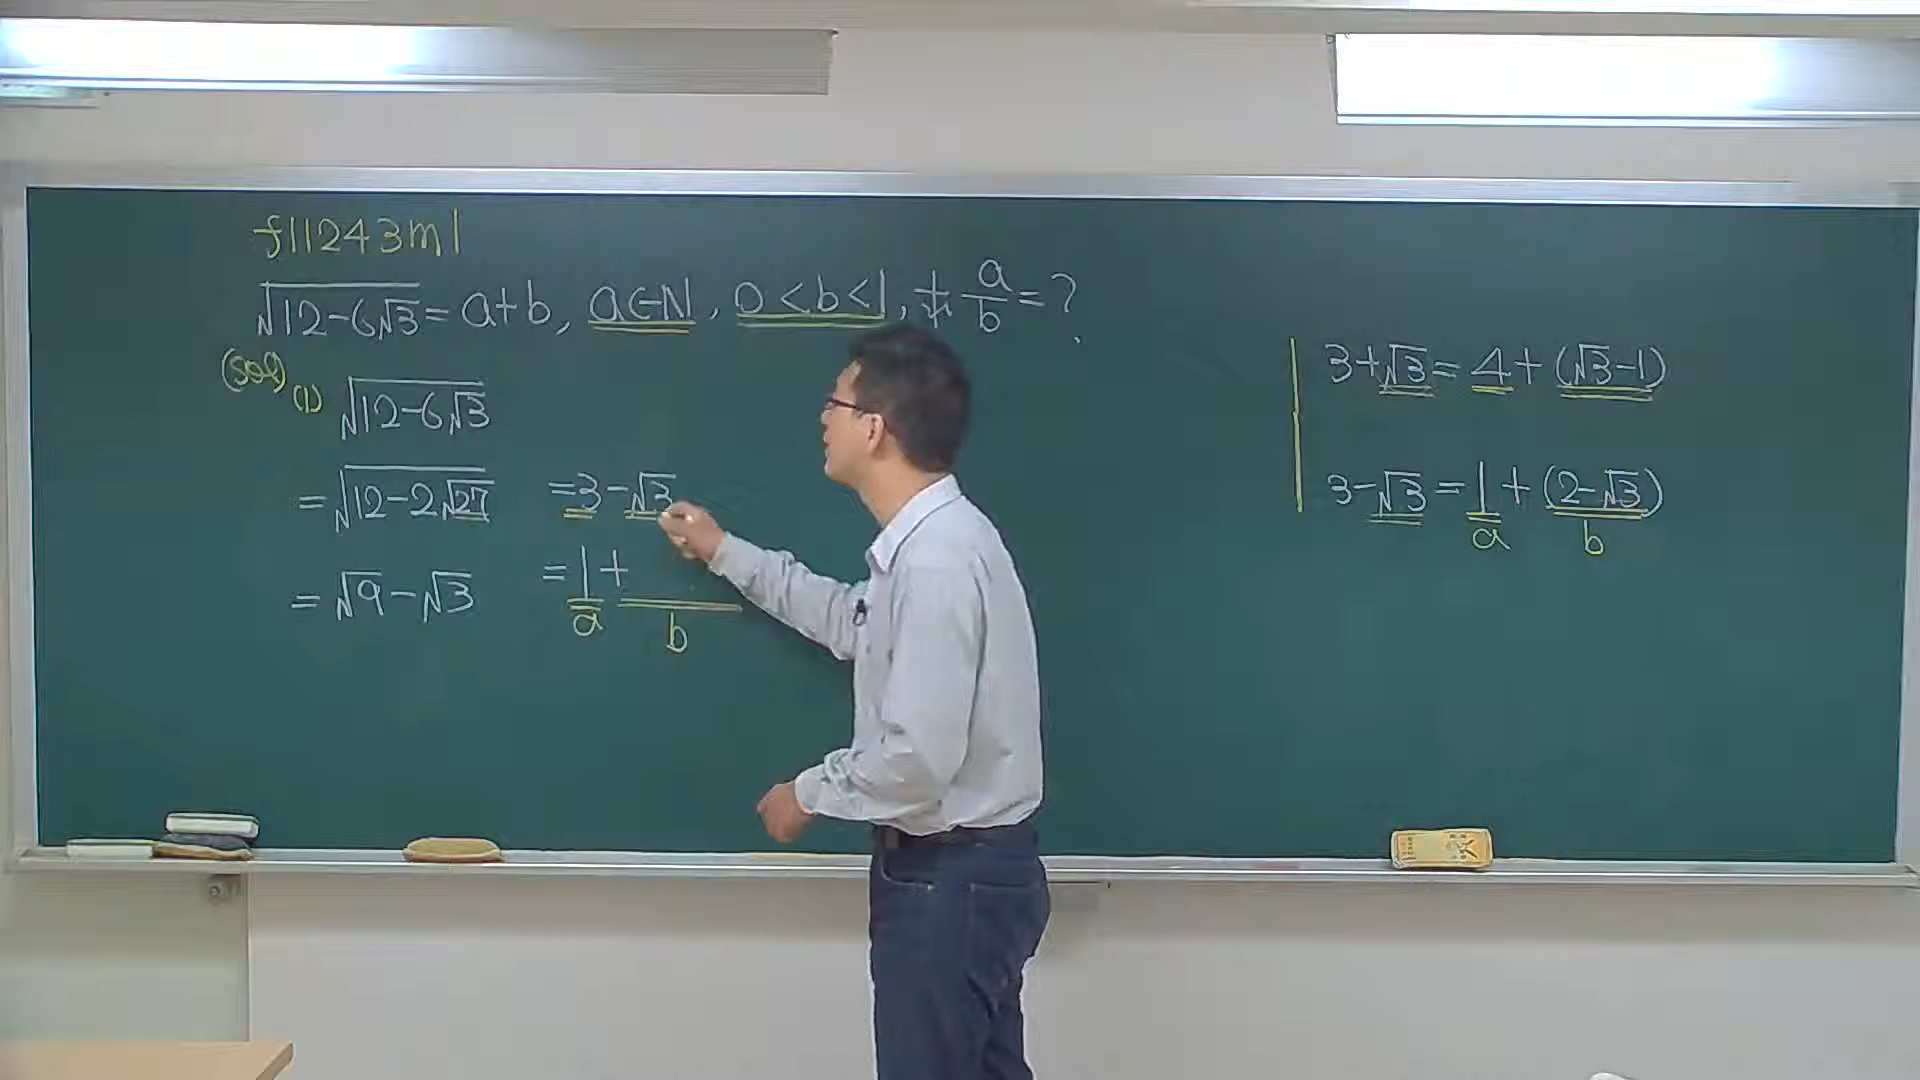 f11243m1
√(12-6√3) = a+b, a∈N, 0<b<1, 求 a/b = ?
(sol) (1) √(12-6√3)
= √(12-2√27)
= √9-√3
= 3-√3
= 1+
a b
3+√3 = 4+(√3-1)
3-√3 = 1+(2-√3)
a b